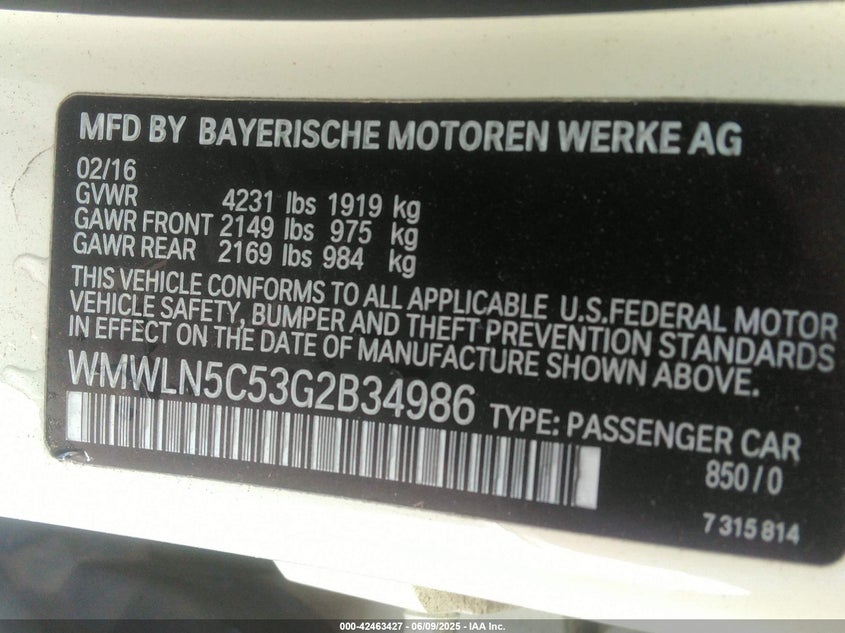 MFD BY BAYERISCHE MOTOREN WERKE AG
02/16
GVWR 4231 lbs 1919 kg
GAWR FRONT 2149 lbs 975 kg
GAWR REAR 2169 lbs 984 kg
THIS VEHICLE CONFORMS TO ALL APPLICABLE U.S.FEDERAL MOTOR
VEHICLE SAFETY, BUMPER AND THEFT PREVENTION STANDARDS
IN EFFECT ON THE DATE OF MANUFACTURE SHOWN ABOVE.
WMWLN5C53G2B34986 TYPE: PASSENGER CAR
850/0
7 315 814
000-42463427 | 06/09/2025 - IAA Inc.